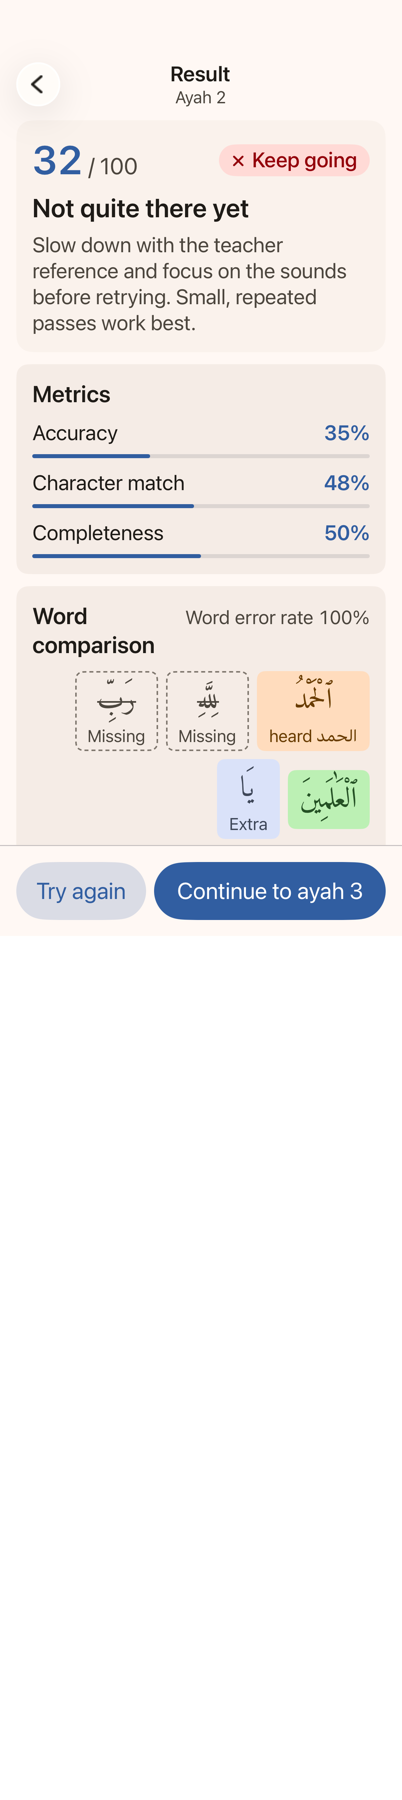 Result
Ayah 2
32 / 100
× Keep going
Not quite there yet
Slow down with the teacher
reference and focus on the sounds
before retrying. Small, repeated
passes work best.
Metrics
Accuracy 35%
Character match 48%
Completeness 50%
Word comparison
Word error rate 100%
ٱلْحَمْدُ لِلَّهِ رَبِّ
heard الحمد Missing Missing
ٱلْعَٰلَمِينَ يَا
Extra
Try again
Continue to ayah 3